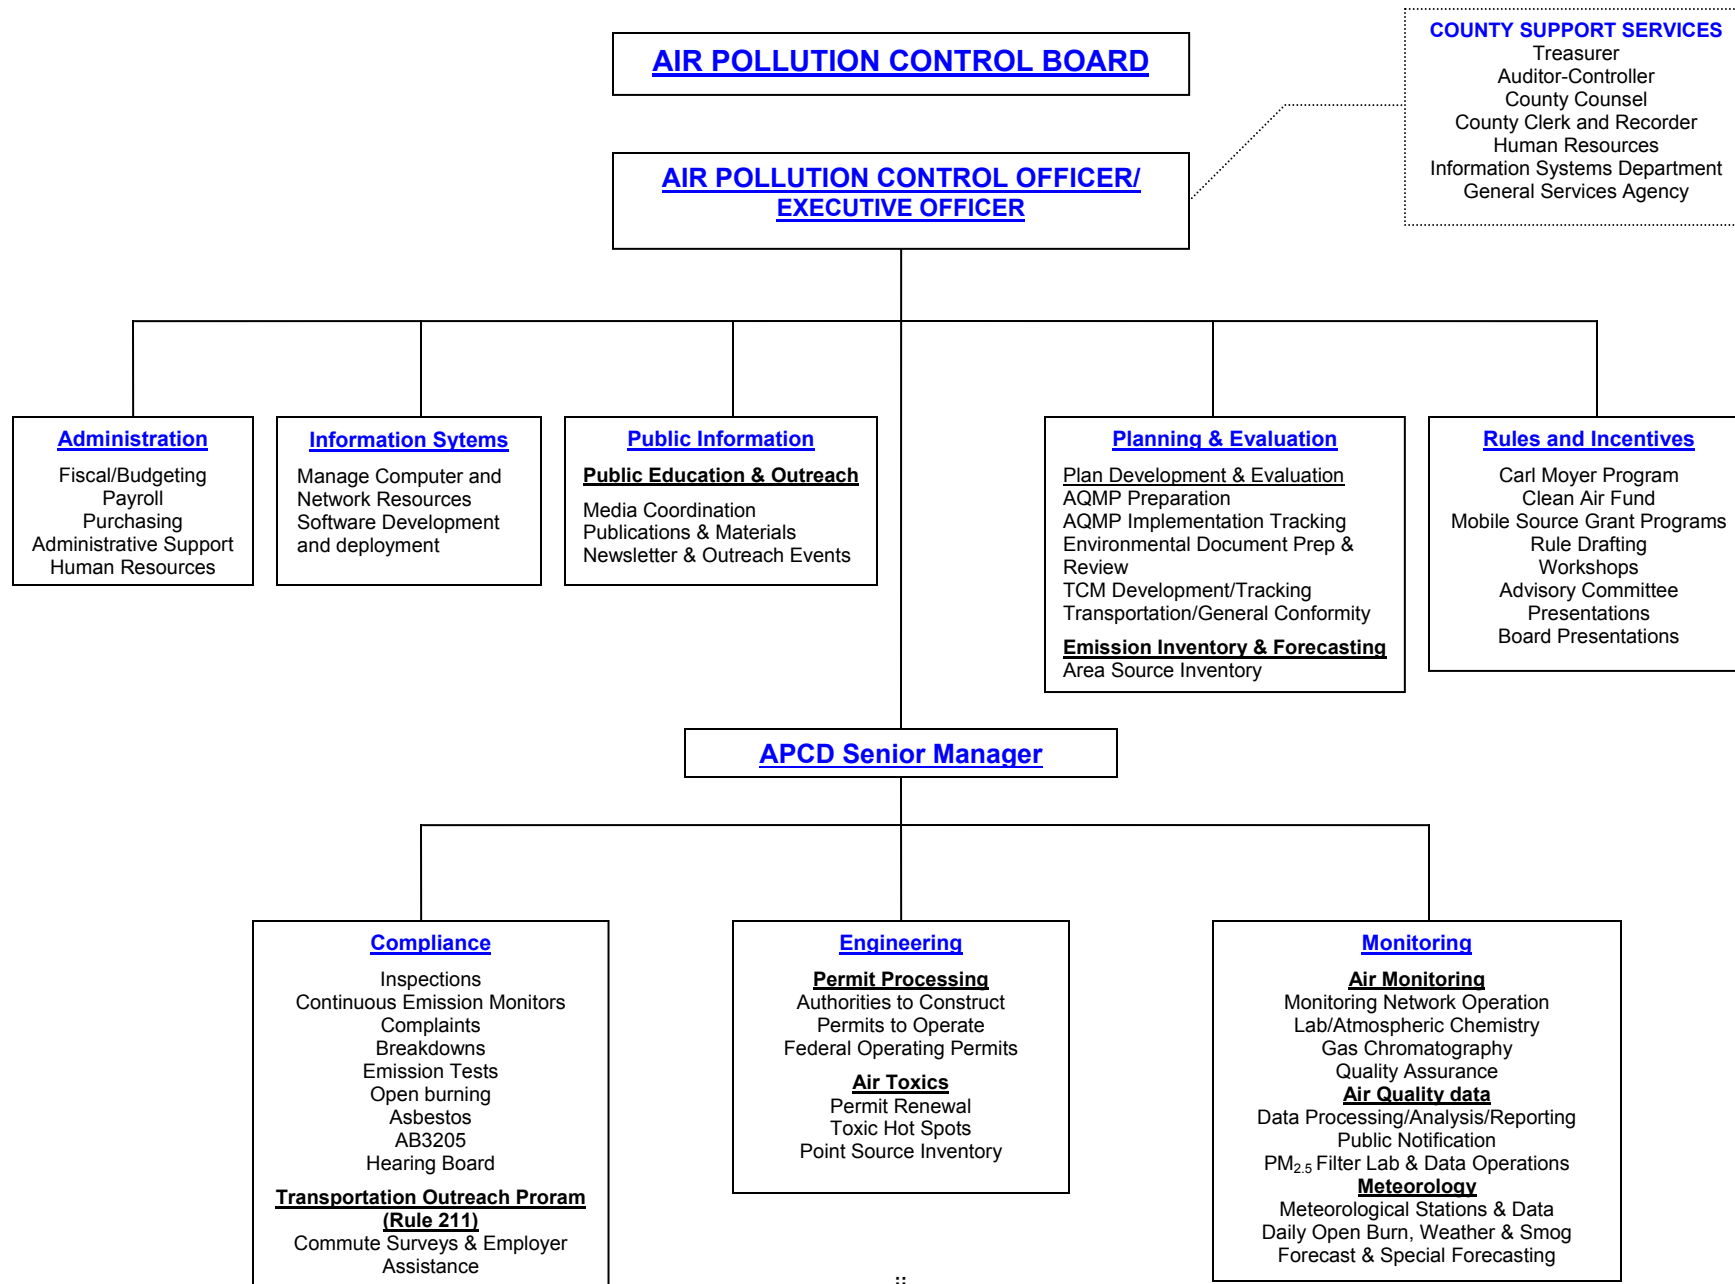 AIR POLLUTION CONTROL BOARD
COUNTY SUPPORT SERVICES
Treasurer
Auditor-Controller
County Counsel
County Clerk and Recorder
Human Resources
Information Systems Department
General Services Agency
AIR POLLUTION CONTROL OFFICER/
EXECUTIVE OFFICER
Administration
Fiscal/Budgeting
Payroll
Purchasing
Administrative Support
Human Resources
Information Sytems
Manage Computer and
Network Resources
Software Development
and deployment
Public Information
Public Education & Outreach
Media Coordination
Publications & Materials
Newsletter & Outreach Events
Planning & Evaluation
Plan Development & Evaluation
AQMP Preparation
AQMP Implementation Tracking
Environmental Document Prep &
Review
TCM Development/Tracking
Transportation/General Conformity
Emission Inventory & Forecasting
Area Source Inventory
Rules and Incentives
Carl Moyer Program
Clean Air Fund
Mobile Source Grant Programs
Rule Drafting
Workshops
Advisory Committee
Presentations
Board Presentations
APCD Senior Manager
Compliance
Inspections
Continuous Emission Monitors
Complaints
Breakdowns
Emission Tests
Open burning
Asbestos
AB3205
Hearing Board
Transportation Outreach Proram
(Rule 211)
Commute Surveys & Employer
Assistance
Engineering
Permit Processing
Authorities to Construct
Permits to Operate
Federal Operating Permits
Air Toxics
Permit Renewal
Toxic Hot Spots
Point Source Inventory
Monitoring
Air Monitoring
Monitoring Network Operation
Lab/Atmospheric Chemistry
Gas Chromatography
Quality Assurance
Air Quality data
Data Processing/Analysis/Reporting
Public Notification
PM2.5 Filter Lab & Data Operations
Meteorology
Meteorological Stations & Data
Daily Open Burn, Weather & Smog
Forecast & Special Forecasting